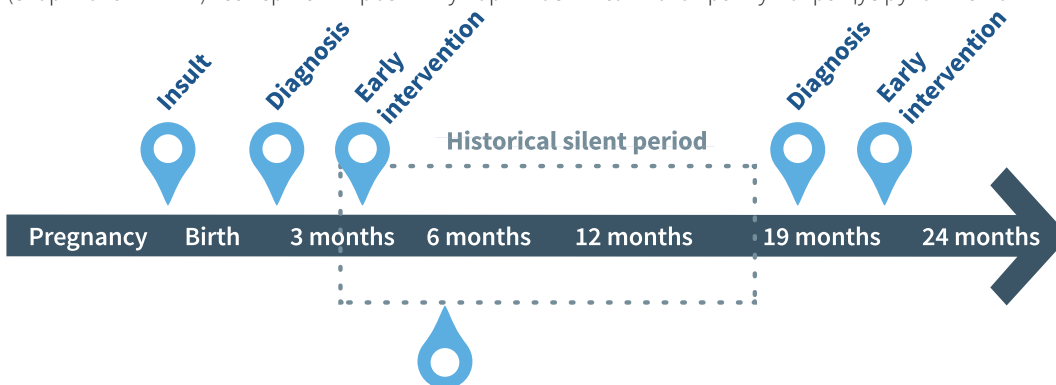 Insult
Diagnosis
Early
intervention
Diagnosis
Early
intervention
Historical silent period
Pregnancy
Birth
3 months
6 months
12 months
19 months
24 months